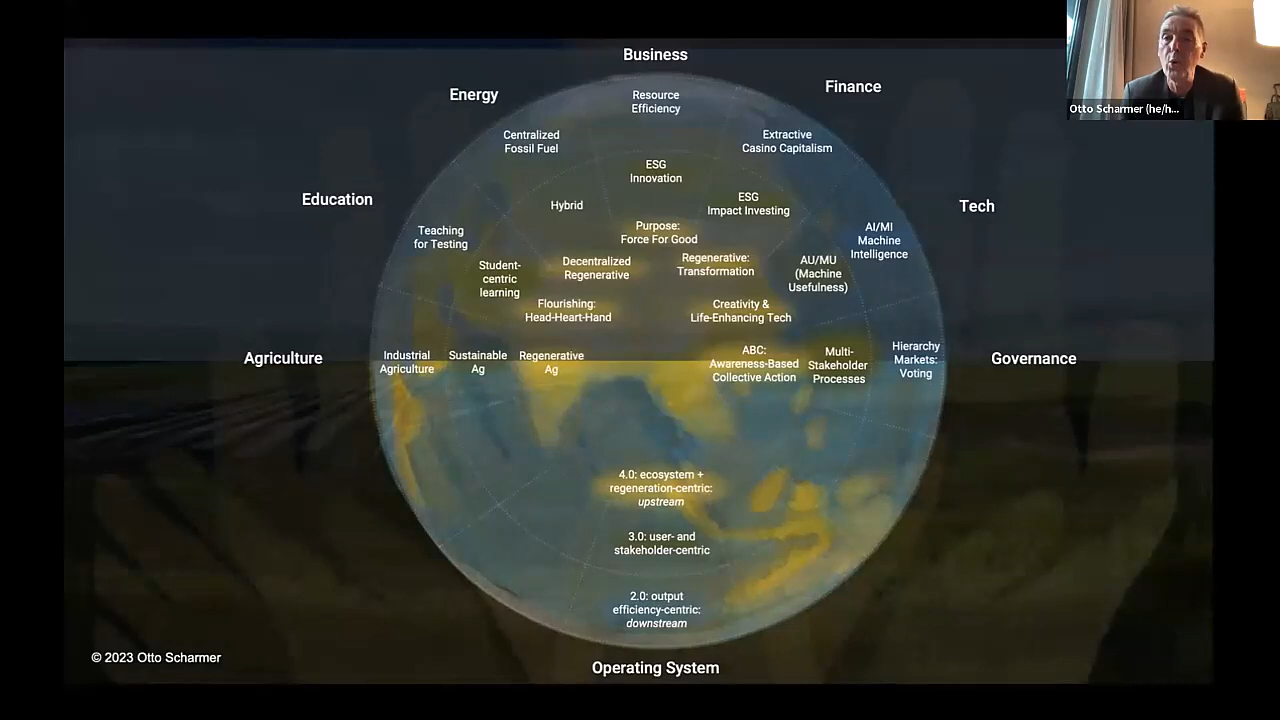 Business
Resource
Efficiency
Finance
Extractive
Casino Capitalism
Energy
Centralized
Fossil Fuel
ESG
Innovation
Hybrid
ESG
Impact Investing
Education
Teaching
for Testing
Tech
AI/MI
Machine
Intelligence
Purpose:
Force For Good
Student-
centric
learning
Decentralized
Regenerative
Regenerative:
Transformation
AU/MU
(Machine
Usefulness)
Flourishing:
Head-Heart-Hand
Creativity &
Life-Enhancing Tech
Agriculture
Industrial
Agriculture
Sustainable
Ag
Regenerative
Ag
ABC:
Awareness-Based
Collective Action
Multi-
Stakeholder
Processes
Hierarchy
Markets:
Voting
Governance
4.0: ecosystem +
regeneration-centric:
upstream
3.0: user- and
stakeholder-centric
2.0: output
efficiency-centric:
downstream
Operating System
© 2023 Otto Scharmer
Otto Scharmer (he/h...